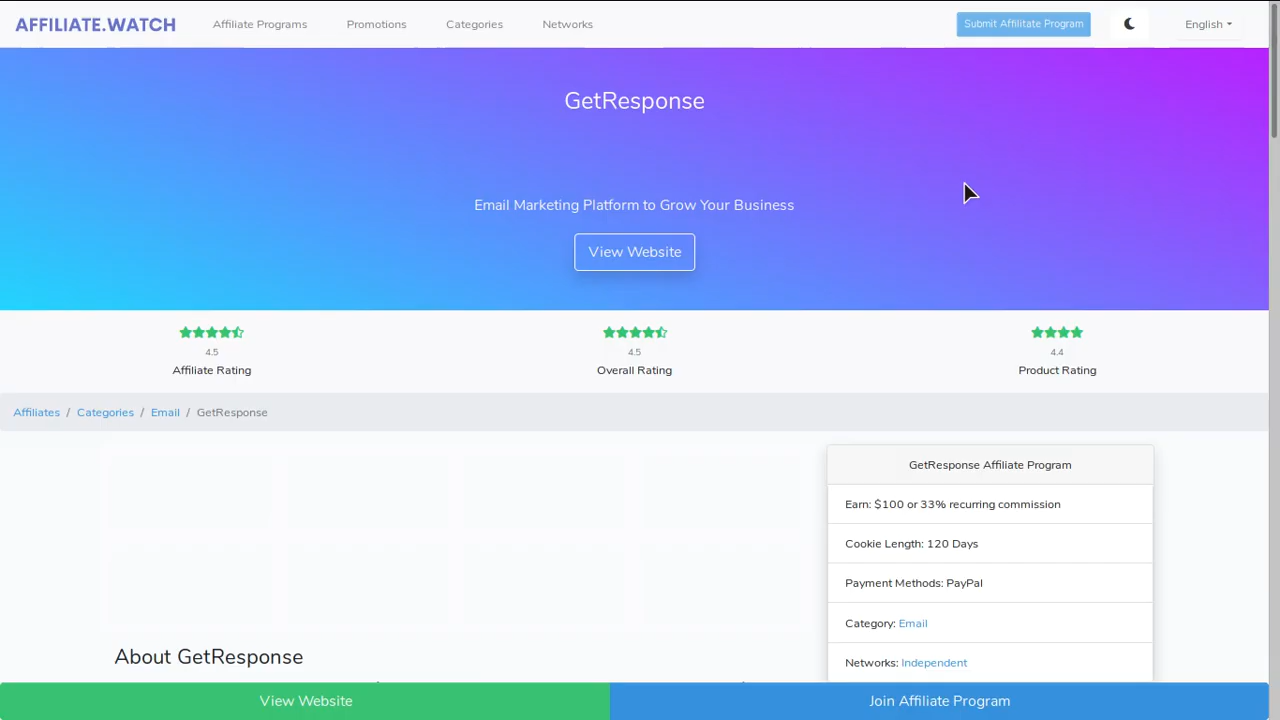 AFFILIATE.WATCH
Affiliate Programs
Promotions
Categories
Networks
Submit Affilitate Program
English
GetResponse
Email Marketing Platform to Grow Your Business
View Website
4.5
Affiliate Rating
4.5
Overall Rating
4.4
Product Rating
Affiliates / Categories / Email / GetResponse
GetResponse Affiliate Program
Earn: $100 or 33% recurring commission
Cookie Length: 120 Days
Payment Methods: PayPal
Category: Email
Networks: Independent
About GetResponse
View Website
Join Affiliate Program